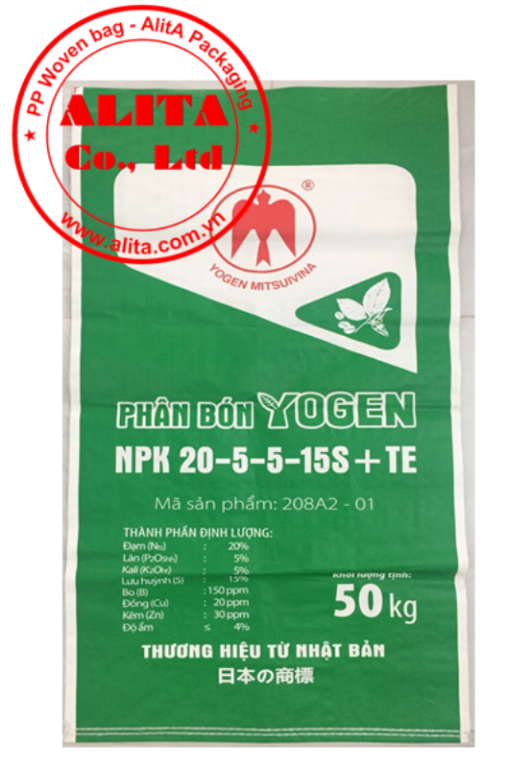 ★ PP Woven bag - AlitA Packaging ★
ALITA
Co., Ltd
www.alita.com.vn
®
YOGEN MITSUIVINA
PHÂN BÓN YOGEN
NPK 20-5-5-15S+TE
Mã sản phẩm: 208A2 - 01
THÀNH PHẦN ĐỊNH LƯỢNG:
Đạm (Nts) : 20%
Lân (P2O5hh) : 5%
Kali (K2Ohh) : 5%
Lưu huỳnh (S) : 15%
Bo (B) : 150 ppm
Đồng (Cu) : 20 ppm
Kẽm (Zn) : 30 ppm
Độ ẩm ≤ 4%
Khối lượng tịnh:
50 kg
THƯƠNG HIỆU TỪ NHẬT BẢN
日本の商標